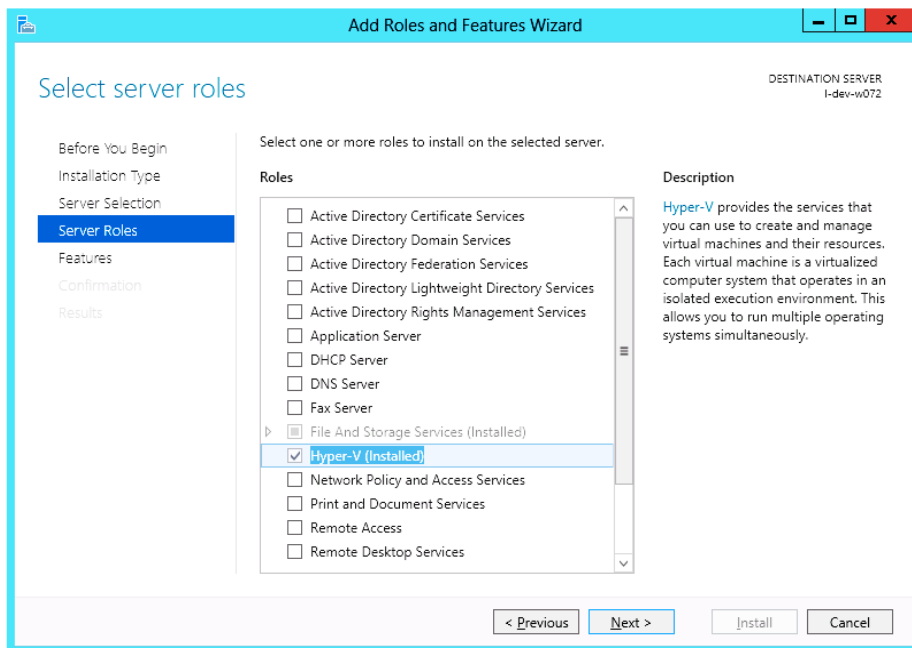 Add Roles and Features Wizard
Select server roles
DESTINATION SERVER
l-dev-w072
Before You Begin
Installation Type
Server Selection
Server Roles
Features
Confirmation
Results
Select one or more roles to install on the selected server.
Roles
Active Directory Certificate Services
Active Directory Domain Services
Active Directory Federation Services
Active Directory Lightweight Directory Services
Active Directory Rights Management Services
Application Server
DHCP Server
DNS Server
Fax Server
File And Storage Services (Installed)
Hyper-V (Installed)
Network Policy and Access Services
Print and Document Services
Remote Access
Remote Desktop Services
Description
Hyper-V provides the services that
you can use to create and manage
virtual machines and their resources.
Each virtual machine is a virtualized
computer system that operates in an
isolated execution environment. This
allows you to run multiple operating
systems simultaneously.
< Previous
Next >
Install
Cancel